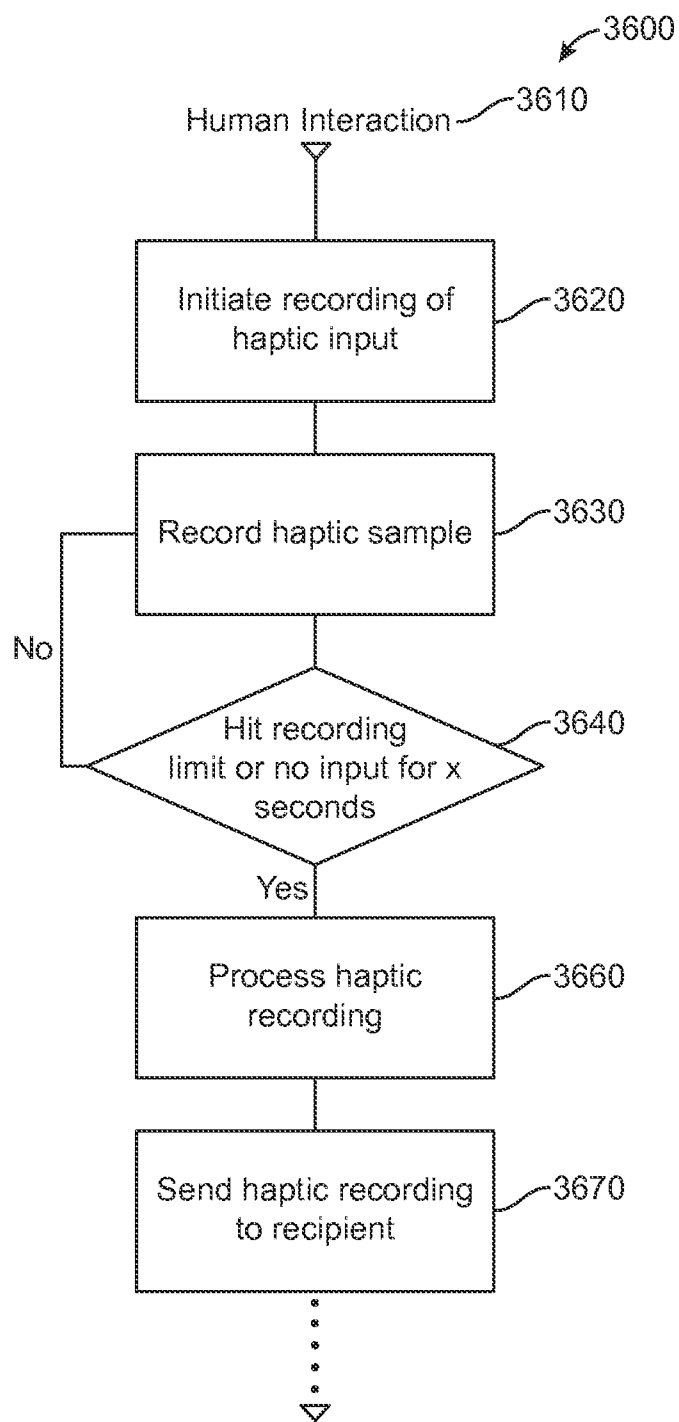 3600
Human Interaction 3610
Initiate recording of 3620
haptic input
Record haptic sample 3630
No
Hit recording 3640
limit or no input for x
seconds
Yes
Process haptic 3660
recording
Send haptic recording 3670
to recipient